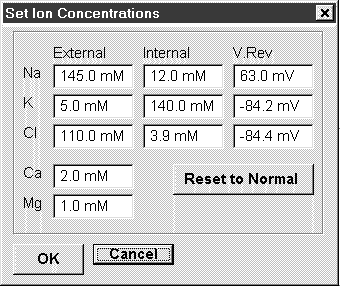 Set Ion Concentrations
External Internal V.Rev
Na 145.0 mM 12.0 mM 63.0 mV
K 5.0 mM 140.0 mM -84.2 mV
Cl 110.0 mM 3.9 mM -84.4 mV
Ca 2.0 mM Reset to Normal
Mg 1.0 mM
OK Cancel